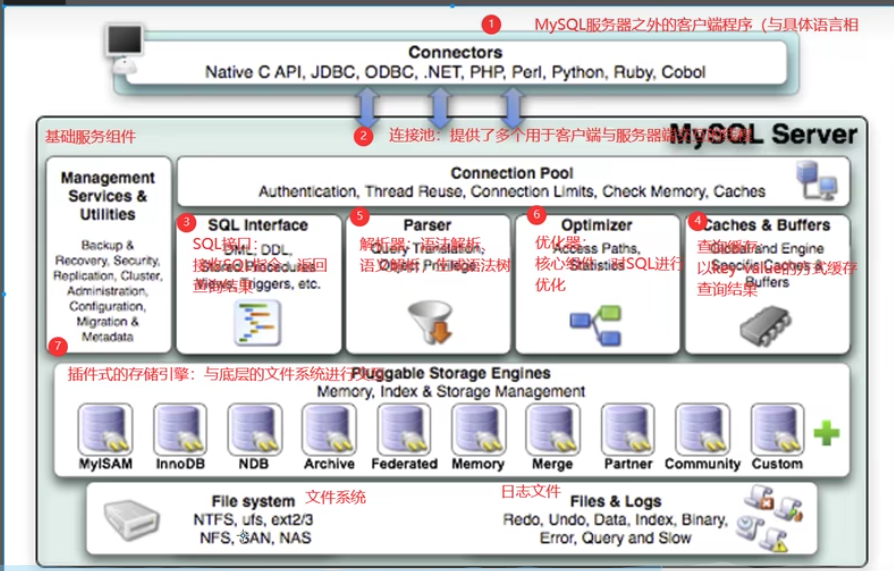 1 MySQL服务器之外的客户端程序（与具体语言相
Connectors
Native C API, JDBC, ODBC, .NET, PHP, Perl, Python, Ruby, Cobol
基础服务组件
2 连接池：提供了多个用于客户端与服务器端
MySQL Server
Management
Services &
Utilities
Backup &
Recovery, Security,
Replication, Cluster,
Administration,
Configuration,
Migration &
Metadata
Connection Pool
Authentication, Thread Reuse, Connection Limits, Check Memory, Caches
3
SQL Interface
DML, DDL,
Stored Procedures
Views, Triggers, etc.
SQL接口：
接收SQL指令，返回
查询结果
5
Parser
Query Translation,
Object Privilege
解析器：语法解析、
语义解析，生成语法树
6
Optimizer
Access Paths,
Statistics
优化器：
核心组件，对SQL进行
优化
4
Caches & Buffers
Global and Engine
Specific Caches &
Buffers
查询缓存：
以key-value的方式缓存
查询结果
7
插件式的存储引擎：与底层的文件系统进行
Pluggable Storage Engines
Memory, Index & Storage Management
MyISAM InnoDB NDB Archive Federated Memory Merge Partner Community Custom
File system 文件系统
NTFS, ufs, ext2/3
NFS, SAN, NAS
日志文件
Files & Logs
Redo, Undo, Data, Index, Binary,
Error, Query and Slow